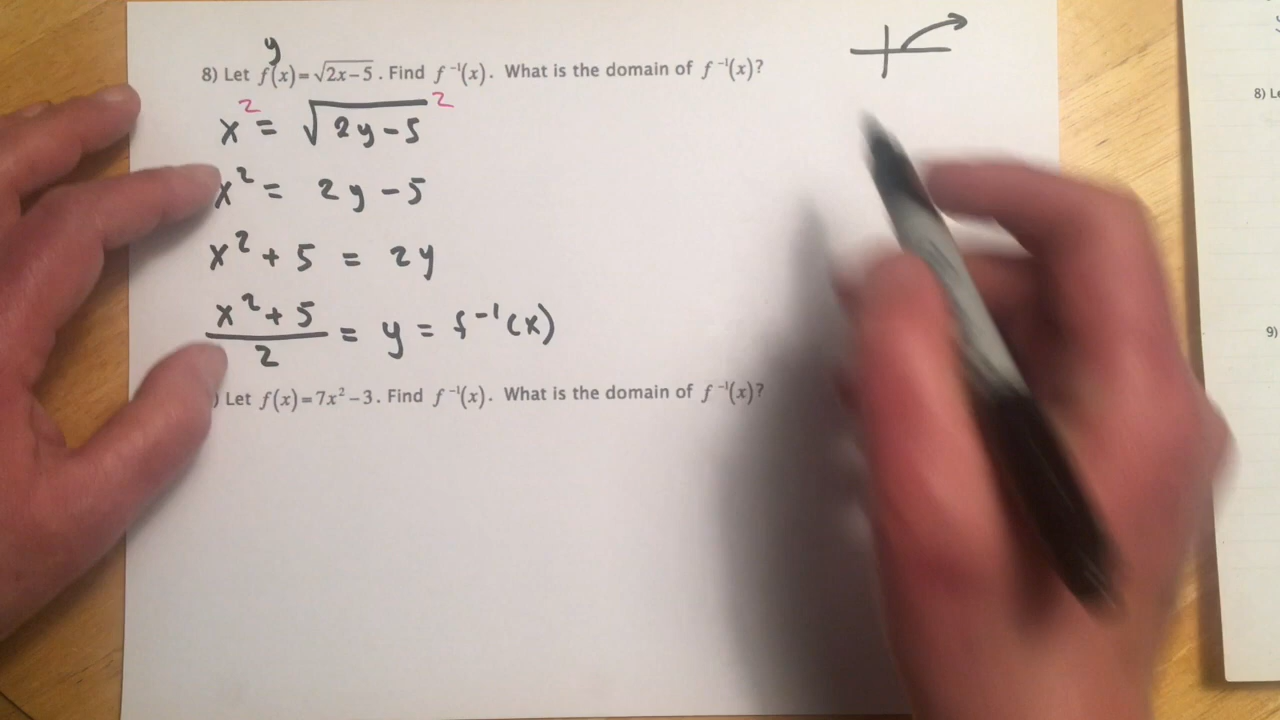 y
8) Let f(x)=√2x−5. Find f⁻¹(x). What is the domain of f⁻¹(x)?
x² = √2y−5²
x² = 2y−5
x²+5 = 2y
x²+5 / 2 = y = f⁻¹(x)
) Let f(x)=7x²−3. Find f⁻¹(x). What is the domain of f⁻¹(x)?
8) Le
9)